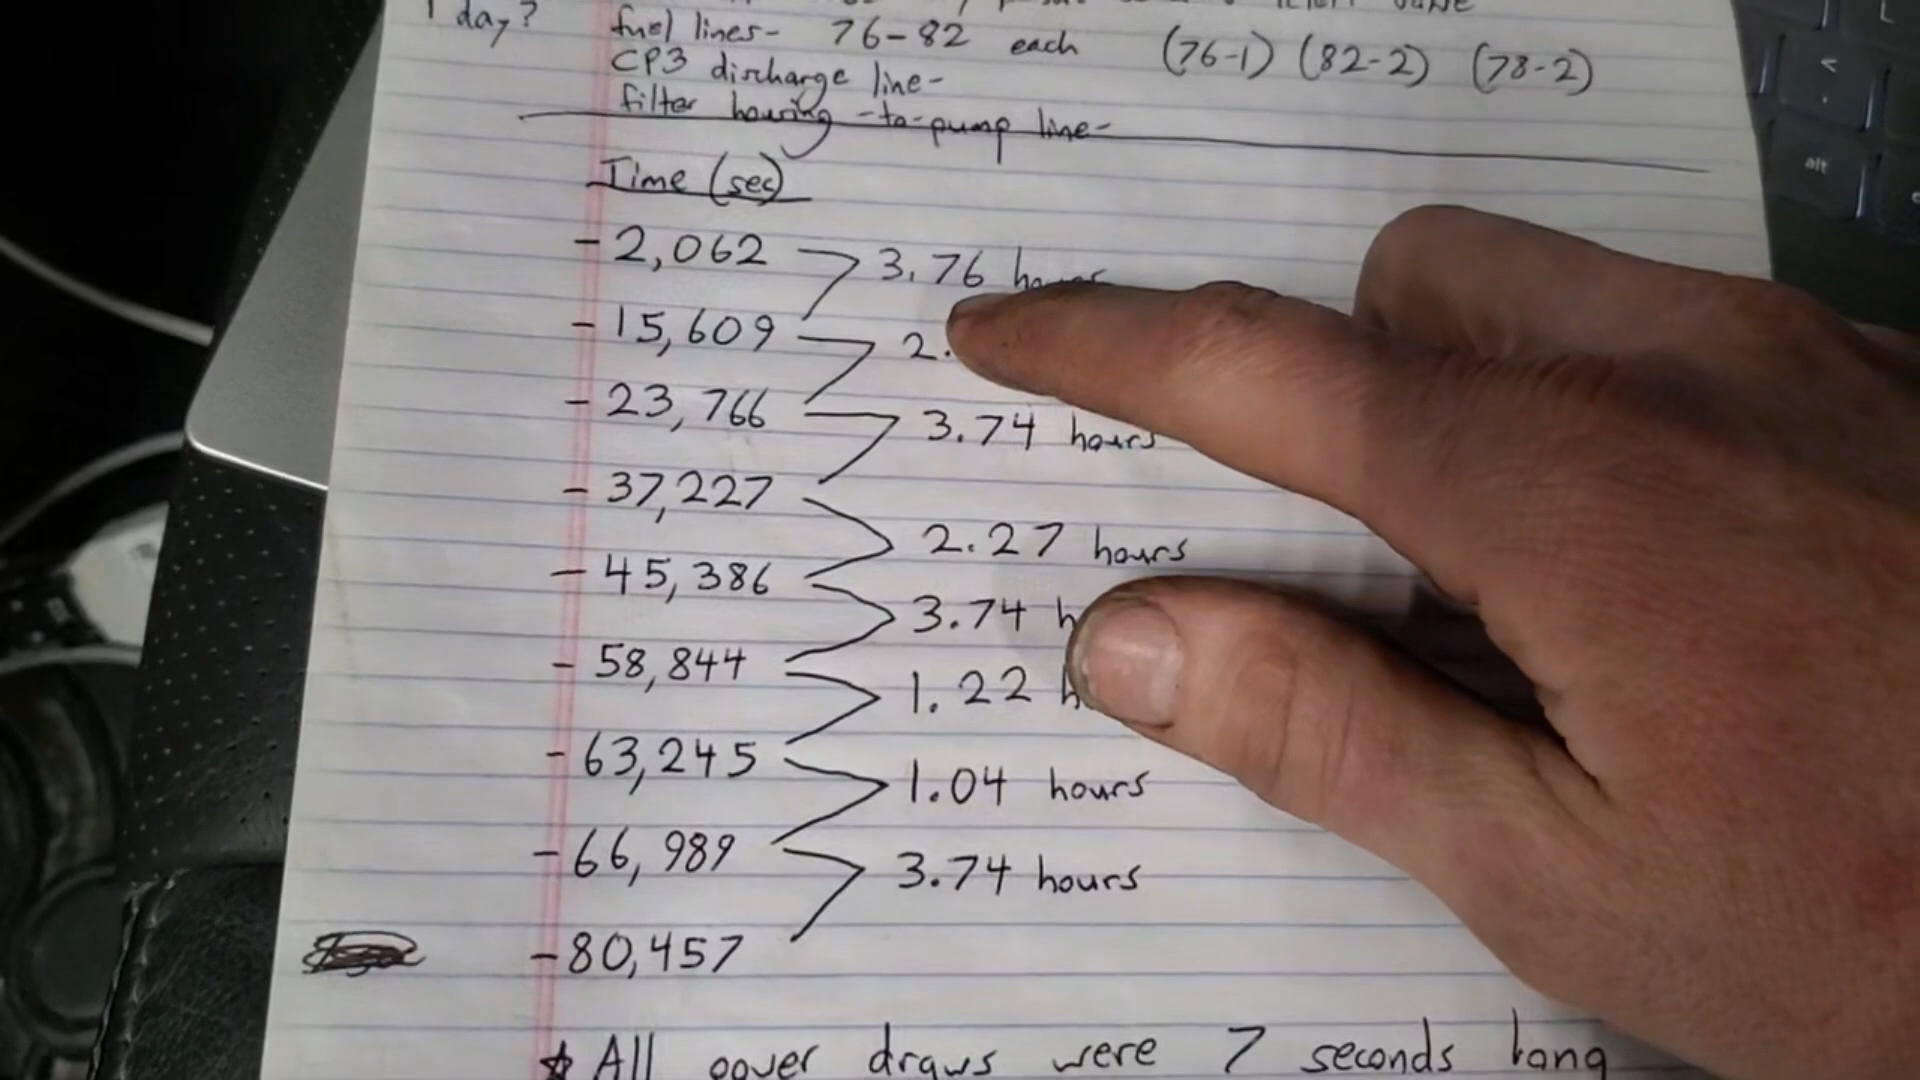 1 day?
fuel lines- 76-82 each (76-1) (82-2) (78-2)
CP3 discharge line-
filter housing -to-pump line-
Time (sec)
-2,062
3.76 hours
-15,609
2.
-23,766
3.74 hours
-37,227
2.27 hours
-45,386
3.74 h
-58,844
1.22 h
-63,245
1.04 hours
-66,989
3.74 hours
-80,457
* All power draws were 7 seconds long
alt
<